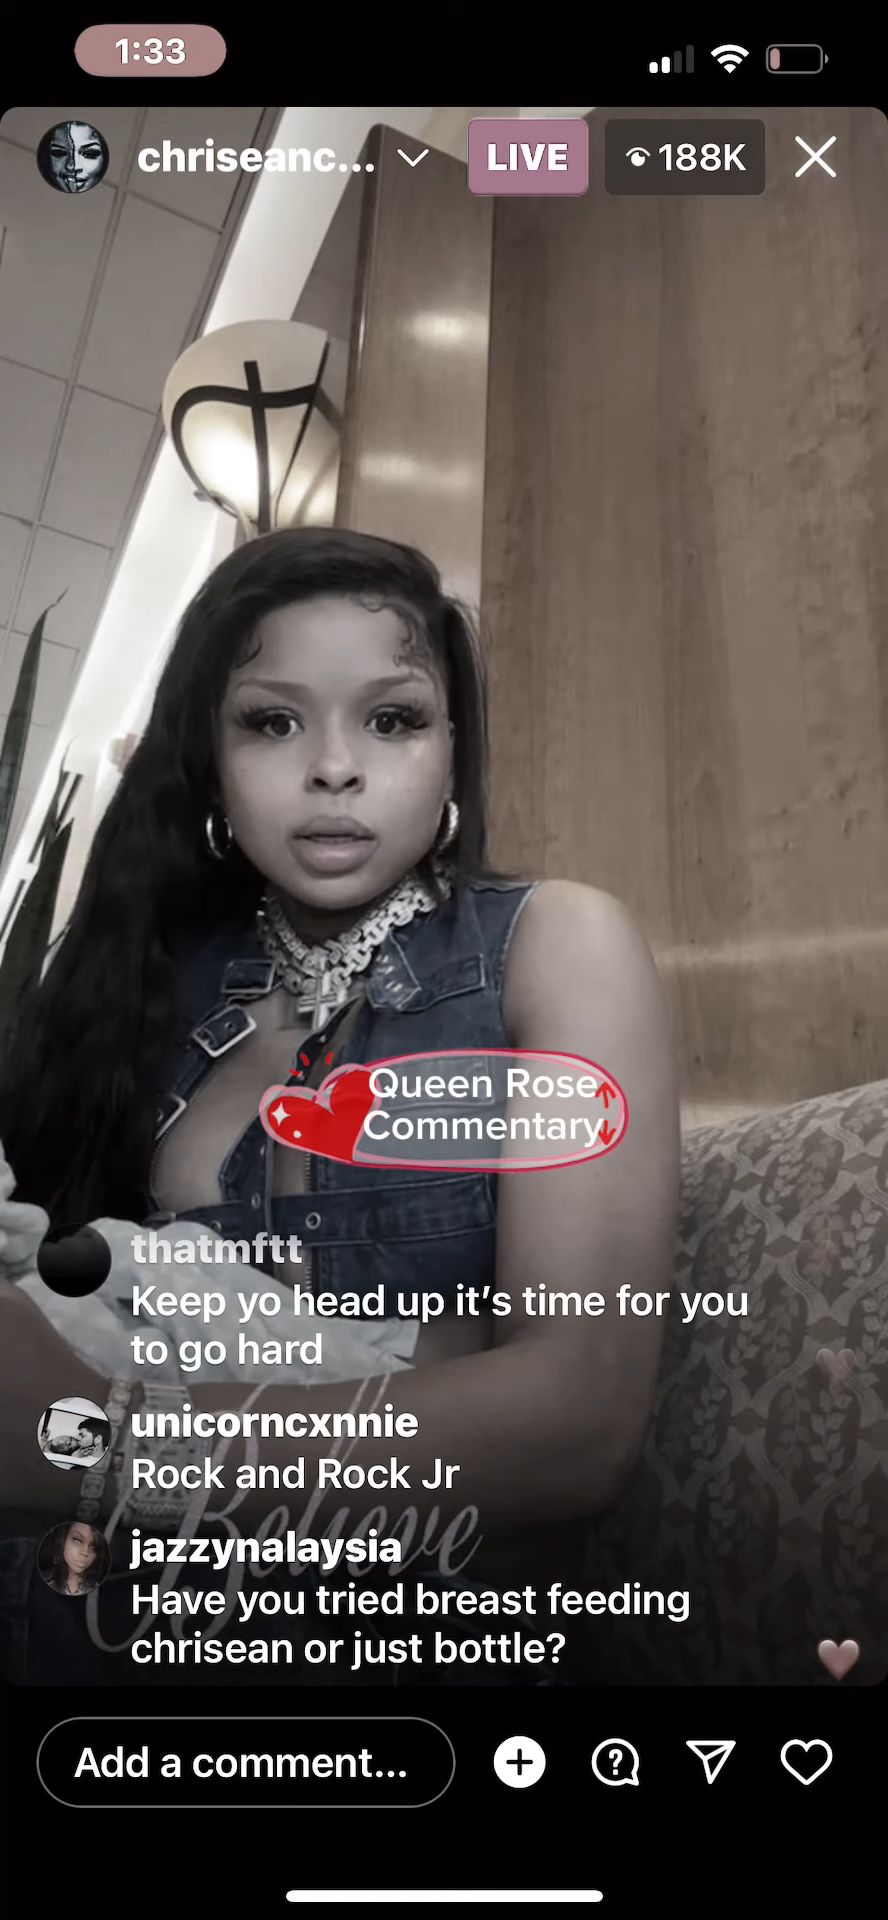 1:33
chriseanc... LIVE 188K
Queen Rose
Commentary
thatmftt
Keep yo head up it’s time for you
to go hard
unicorncxnnie
Rock and Rock Jr
Believe
jazzynalaysia
Have you tried breast feeding
chrisean or just bottle?
Add a comment...